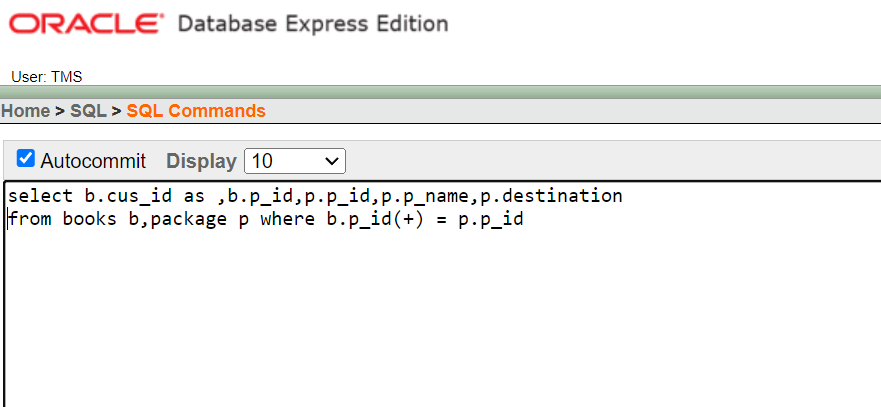 ORACLE® Database Express Edition
User: TMS
Home > SQL > SQL Commands
Autocommit Display 10
select b.cus_id as ,b.p_id,p.p_id,p.p_name,p.destination
from books b,package p where b.p_id(+) = p.p_id